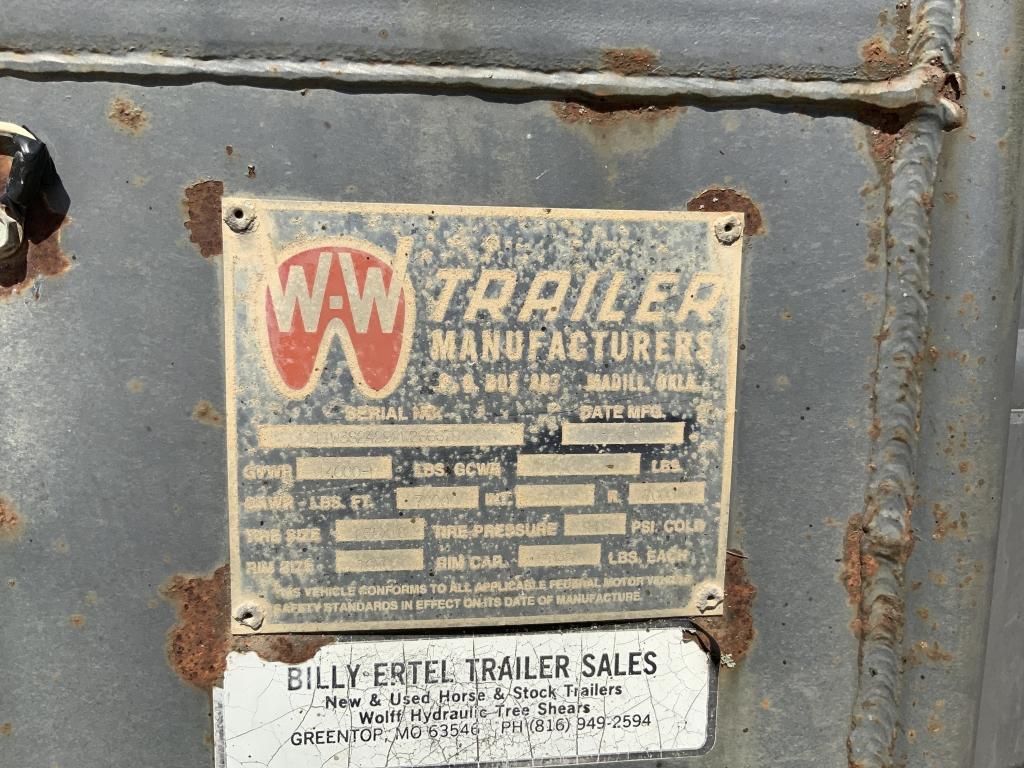 W-W
TRAILER
MANUFACTURERS
P. O. BOX MADILL, OKLA.
SERIAL NO. DATE MFG.
GVWR LBS. GCWR LBS.
GAWR - LBS. FT. INT. R.
TIRE SIZE TIRE PRESSURE PSI. COLD
RIM SIZE RIM CAP. LBS. EACH
THIS VEHICLE CONFORMS TO ALL APPLICABLE FEDERAL MOTOR VEHICLE
SAFETY STANDARDS IN EFFECT ON ITS DATE OF MANUFACTURE
BILLY ERTEL TRAILER SALES
New & Used Horse & Stock Trailers
Wolff Hydraulic Tree Shears
GREENTOP, MO 63546 PH (816) 949-2594